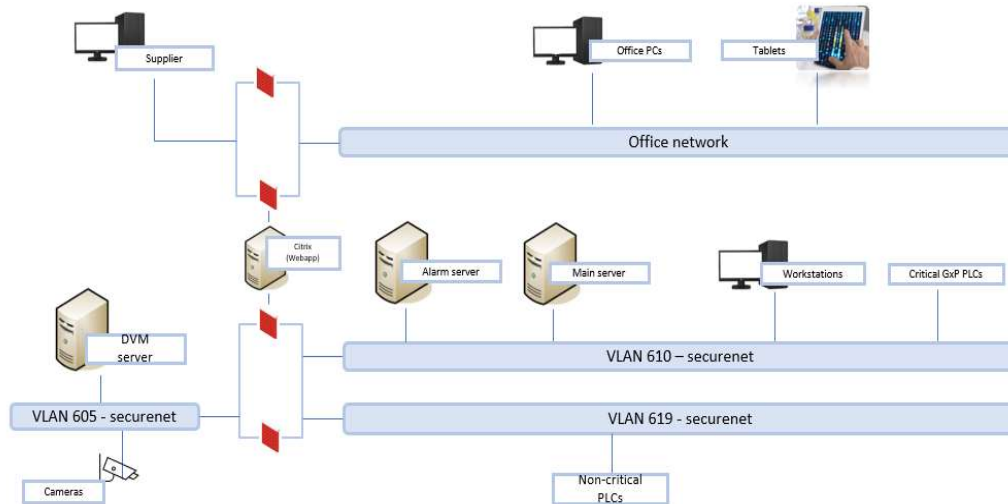 Supplier
Office PCs
Tablets
Office network
Citrix
(Webapp)
Alarm server
Main server
Workstations
Critical GxP PLCs
DVM
server
VLAN 610 – securenet
VLAN 605 - securenet
VLAN 619 - securenet
Cameras
Non-critical
PLCs